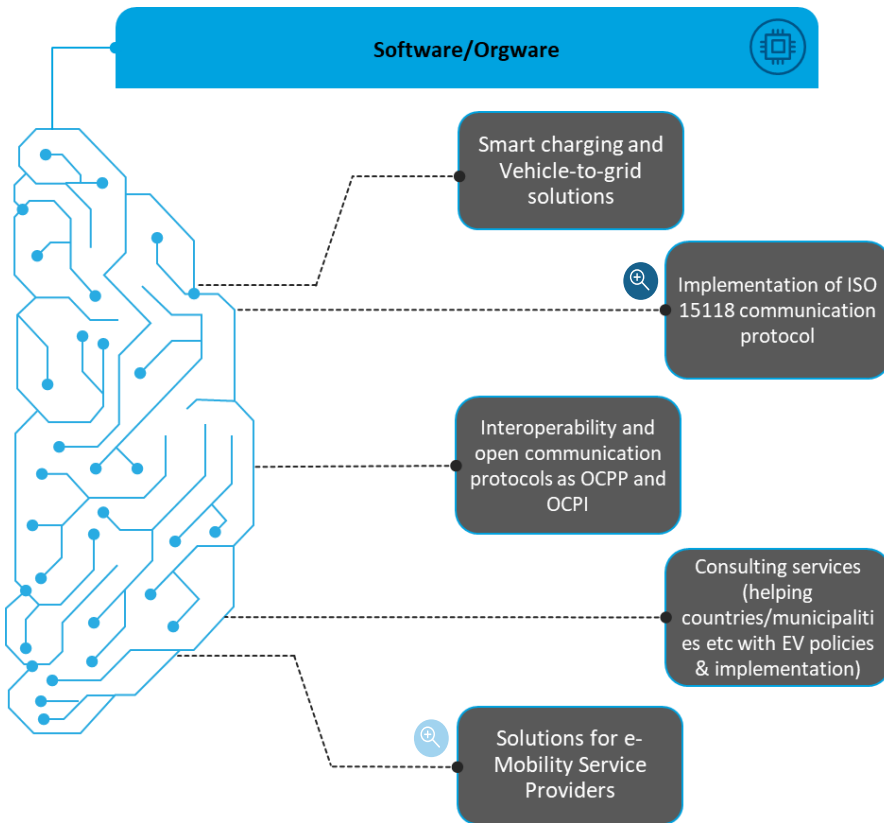 Software/Orgware
Smart charging and
Vehicle-to-grid
solutions
Implementation of ISO
15118 communication
protocol
Interoperability and
open communication
protocols as OCPP and
OCPI
Consulting services
(helping
countries/municipaliti
es etc with EV policies
& implementation)
Solutions for e-
Mobility Service
Providers